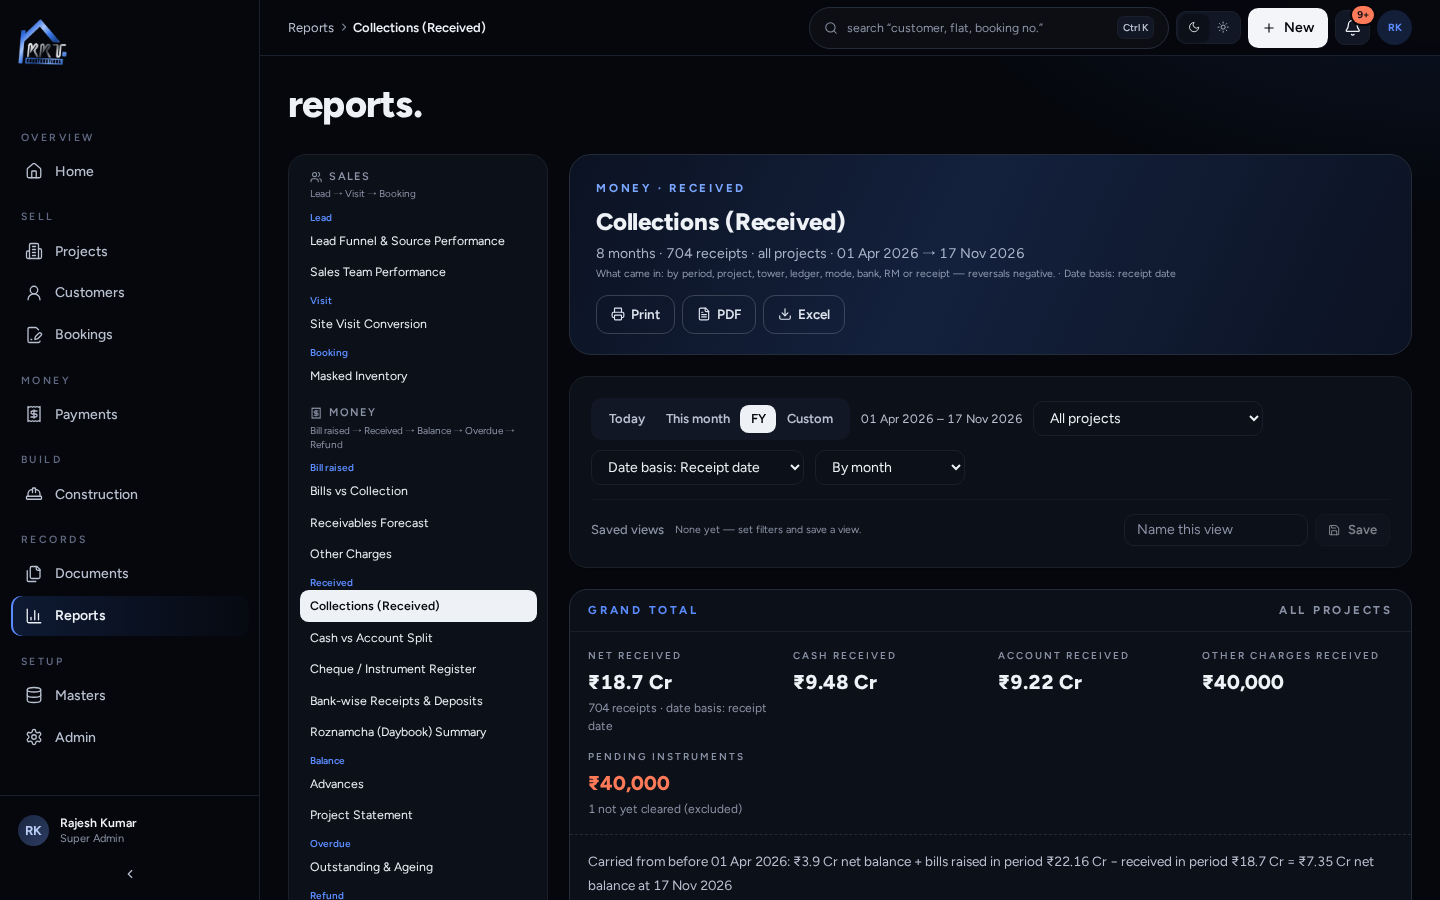 RKT
OVERVIEW
Home
SELL
Projects
Customers
Bookings
MONEY
Payments
BUILD
Construction
RECORDS
Documents
Reports
SETUP
Masters
Admin
RK
Rajesh Kumar
Super Admin
Reports > Collections (Received)
search “customer, flat, booking no.”
Ctrl K
+ New
9+
RK
reports.
SALES
Lead → Visit → Booking
Lead
Lead Funnel & Source Performance
Sales Team Performance
Visit
Site Visit Conversion
Booking
Masked Inventory
MONEY
Bill raised → Received → Balance → Overdue →
Refund
Bill raised
Bills vs Collection
Receivables Forecast
Other Charges
Received
Collections (Received)
Cash vs Account Split
Cheque / Instrument Register
Bank-wise Receipts & Deposits
Roznamcha (Daybook) Summary
Balance
Advances
Project Statement
Overdue
Outstanding & Ageing
Refund
MONEY · RECEIVED
Collections (Received)
8 months · 704 receipts · all projects · 01 Apr 2026 → 17 Nov 2026
What came in: by period, project, tower, ledger, mode, bank, RM or receipt — reversals negative. · Date basis: receipt date
Print
PDF
Excel
Today
This month
FY
Custom
01 Apr 2026 – 17 Nov 2026
All projects
Date basis: Receipt date
By month
Saved views
None yet — set filters and save a view.
Name this view
Save
GRAND TOTAL
ALL PROJECTS
NET RECEIVED
₹18.7 Cr
704 receipts · date basis: receipt
date
CASH RECEIVED
₹9.48 Cr
ACCOUNT RECEIVED
₹9.22 Cr
OTHER CHARGES RECEIVED
₹40,000
PENDING INSTRUMENTS
₹40,000
1 not yet cleared (excluded)
Carried from before 01 Apr 2026: ₹3.9 Cr net balance + bills raised in period ₹22.16 Cr − received in period ₹18.7 Cr = ₹7.35 Cr net
balance at 17 Nov 2026